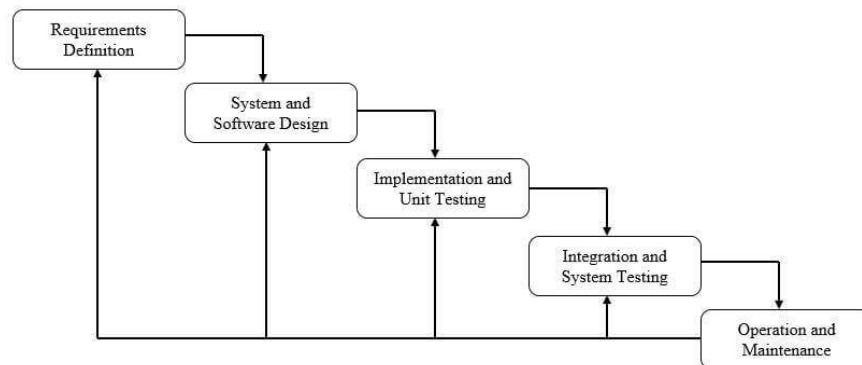 Requirements
Definition
System and
Software Design
Implementation and
Unit Testing
Integration and
System Testing
Operation and
Maintenance